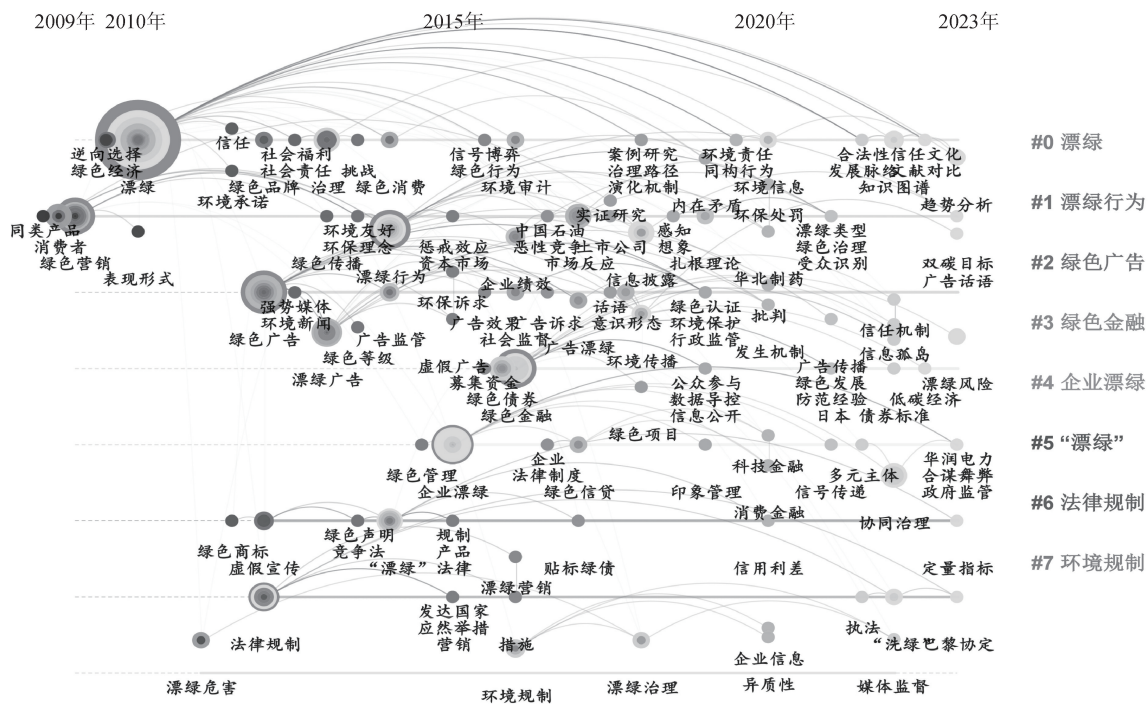 2009年 2010年 2015年 2020年 2023年
#0 漂绿
信任
逆向选择 社会福利 信号博弈 案例研究 环境责任 合法性 信任文化
绿色经济 社会责任 挑战 绿色行为 治理路径 同构行为 发展脉络 文献对比
漂绿 绿色品牌 治理 绿色消费 环境审计 演化机制 环境信息 知识图谱
环境承诺
#1 漂绿行为
内在矛盾 趋势分析
实证研究 环保处罚
同类产品 环境友好 中国石油 感知 漂绿类型
消费者 环保理念 惩戒效应 恶性竞争 上市公司 想象 绿色治理
绿色营销 绿色传播 资本市场 市场反应 扎根理论 受众识别 双碳目标
#2 绿色广告
表现形式 漂绿行为 企业绩效 信息披露 华北制药 广告话语
强势媒体 环保诉求 话语 绿色认证 批判
环境新闻 广告效果 广告诉求 意识形态 环境保护 信任机制
#3 绿色金融
绿色广告 广告监管 社会监督 行政监管
绿色等级 广告漂绿 环境传播 发生机制 信息孤岛
漂绿广告 虚假广告 广告传播
#4 企业漂绿
募集资金 公众参与 绿色发展 漂绿风险
绿色债券 数据导控 防范经验 低碳经济
绿色金融 信息公开 日本 债券标准
绿色项目
#5 “漂绿”
企业 科技金融 华润电力
绿色管理 法律制度 多元主体 合谋舞弊
企业漂绿 绿色信贷 印象管理 信号传递 政府监管
#6 法律规制
消费金融 协同治理
绿色声明 规制
绿色商标 竞争法 产品
虚假宣传 “漂绿” 法律 贴标绿债 信用利差 定量指标
#7 环境规制
漂绿营销
发达国家
应然举措 执法
法律规制 营销 措施 “洗绿” 巴黎协定
企业信息
漂绿危害 环境规制 漂绿治理 异质性 媒体监督